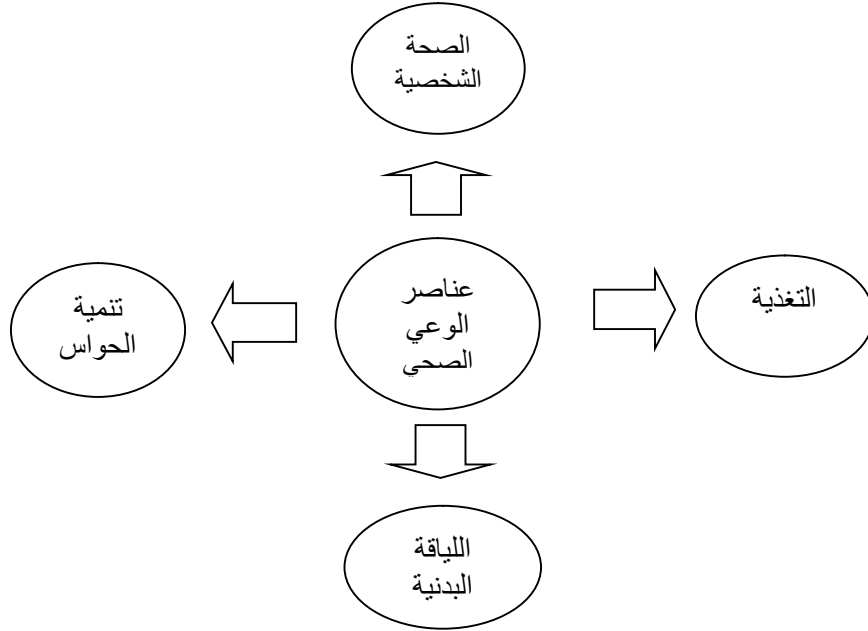 الصحة
الشخصية
عناصر
الوعي
الصحي
التغذية
تنمية
الحواس
اللياقة
البدنية